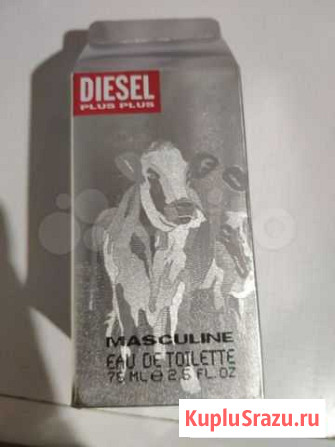 DIESEL
PLUS PLUS
MASCULINE
EAU DE TOILETTE
75 ML e 2.5 FL. OZ
KupluSrazu.ru